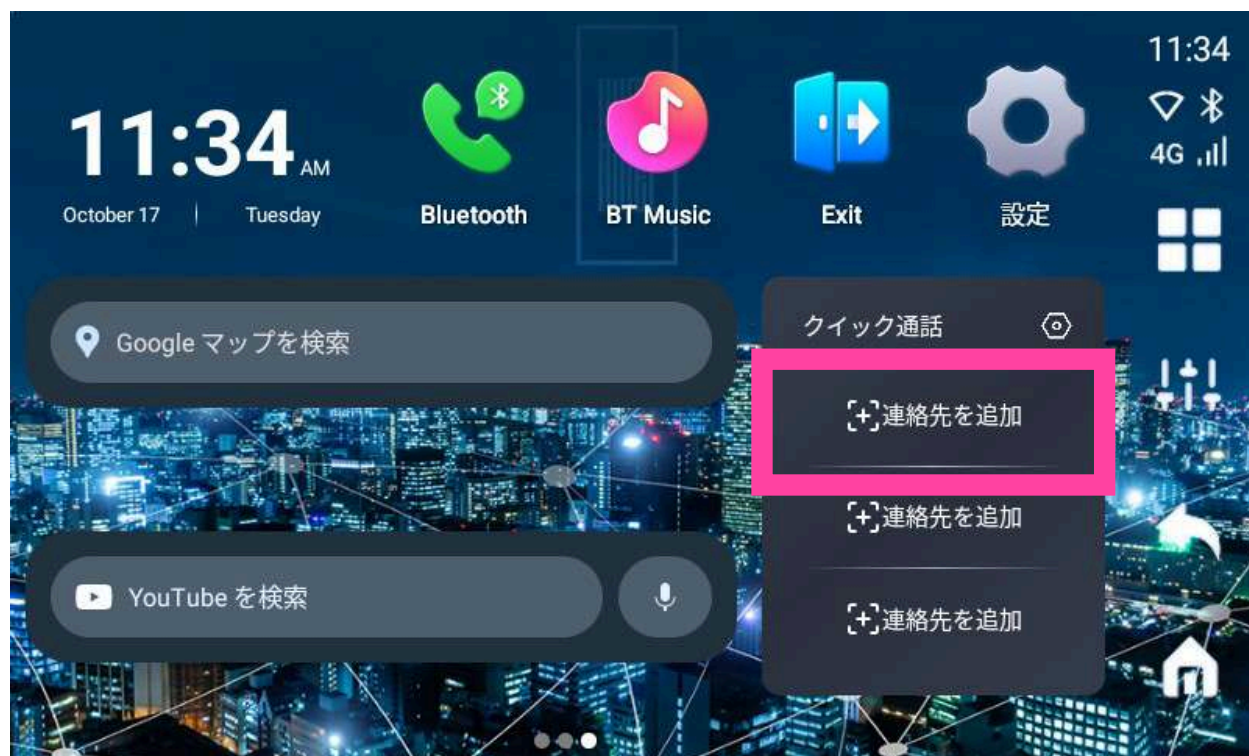 11:34 AM
October 17 | Tuesday
Bluetooth
BT Music
Exit
設定
11:34
4G
Google マップを検索
YouTube を検索
クイック通話
連絡先を追加
連絡先を追加
連絡先を追加